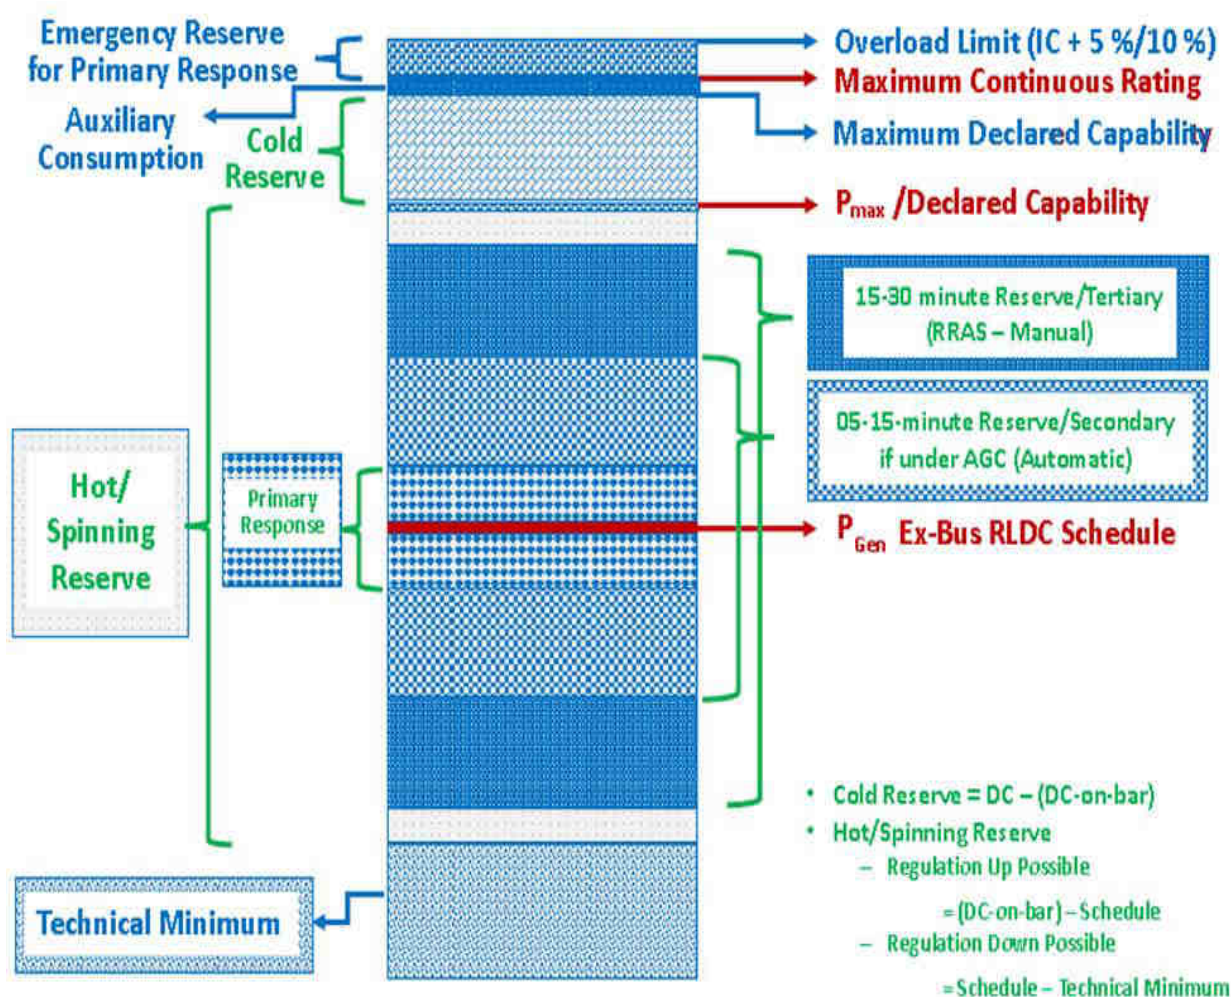 Emergency Reserve
for Primary Response
Auxiliary
Consumption
Cold
Reserve
Overload Limit (IC + 5 %/10 %)
Maximum Continuous Rating
Maximum Declared Capability
Pmax /Declared Capability
15-30 minute Reserve/Tertiary
(RRAS – Manual)
05-15-minute Reserve/Secondary
if under AGC (Automatic)
Hot/
Spinning
Reserve
Primary
Response
PGen Ex-Bus RLDC Schedule
Technical Minimum
• Cold Reserve = DC – (DC-on-bar)
• Hot/Spinning Reserve
– Regulation Up Possible
= (DC-on-bar) – Schedule
– Regulation Down Possible
= Schedule – Technical Minimum